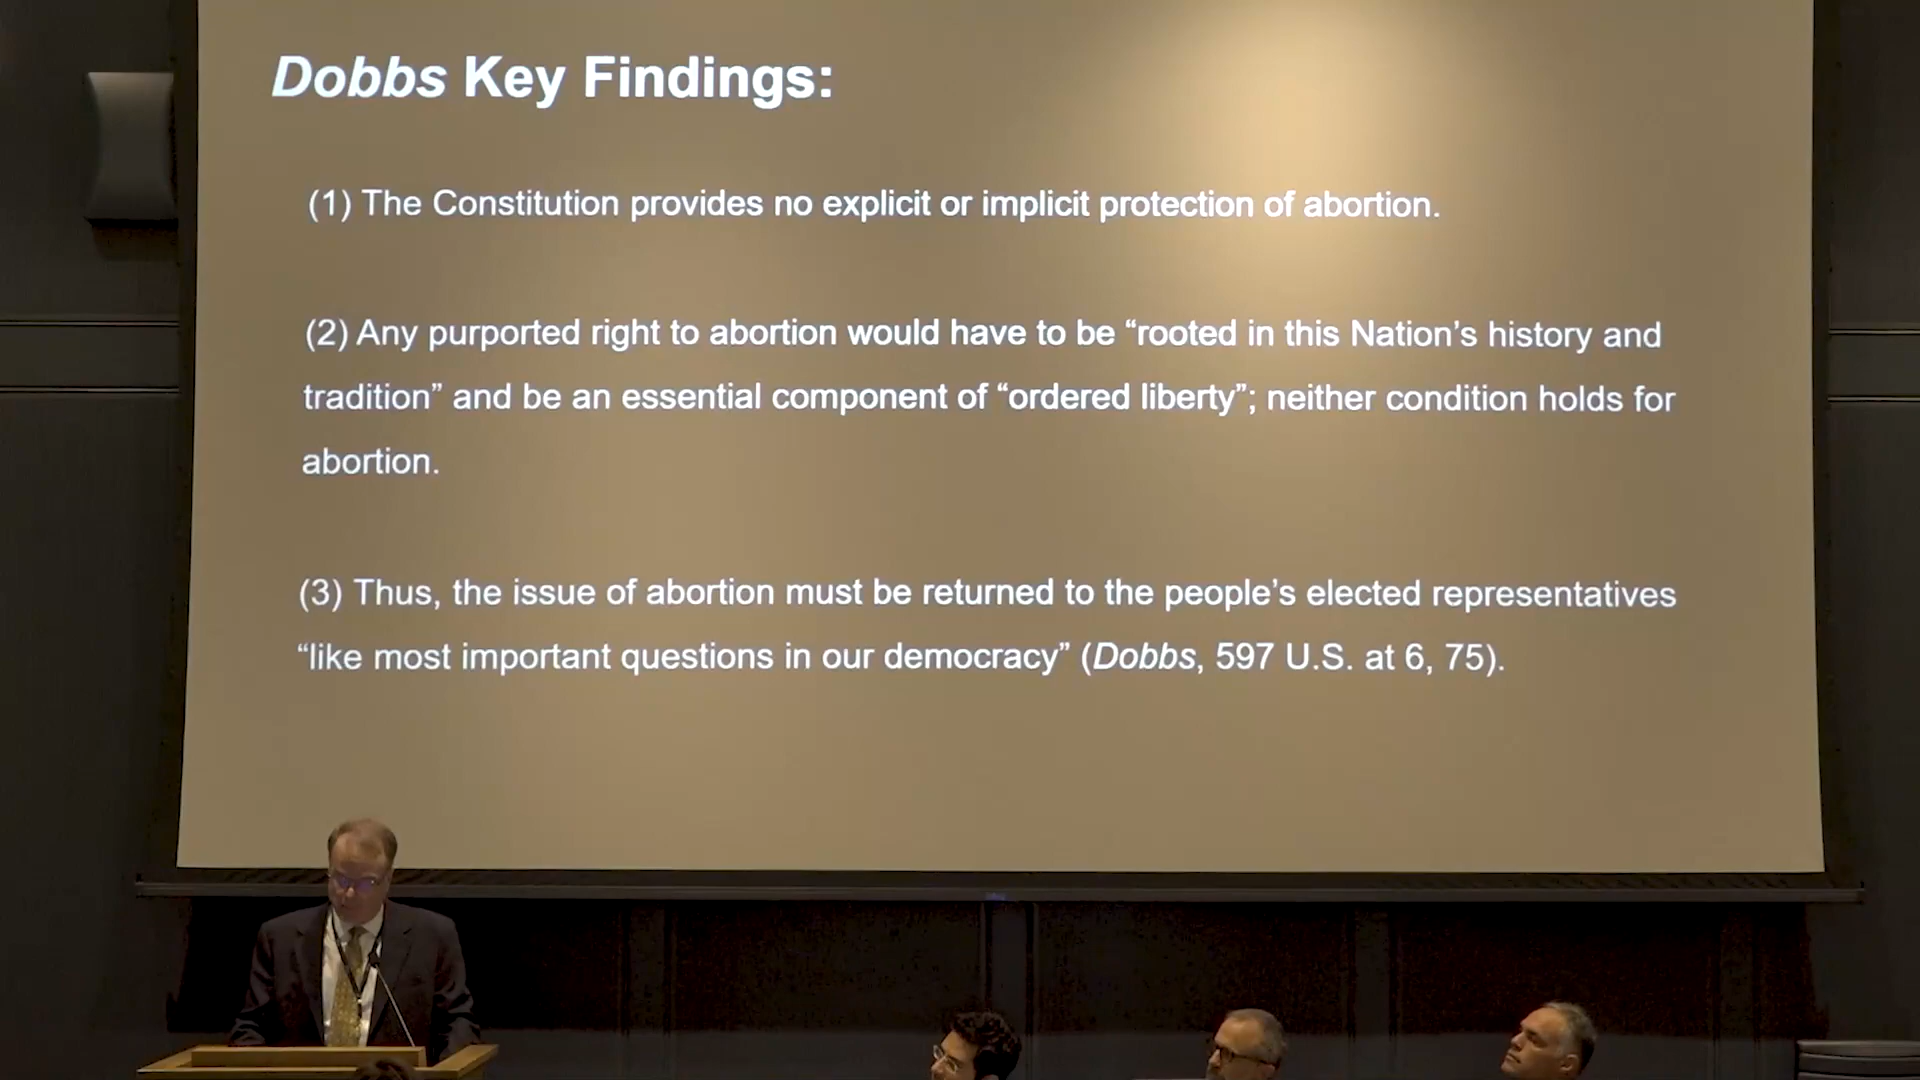 Dobbs Key Findings:
(1) The Constitution provides no explicit or implicit protection of abortion.
(2) Any purported right to abortion would have to be “rooted in this Nation’s history and
tradition” and be an essential component of “ordered liberty”; neither condition holds for
abortion.
(3) Thus, the issue of abortion must be returned to the people’s elected representatives
“like most important questions in our democracy” (Dobbs, 597 U.S. at 6, 75).